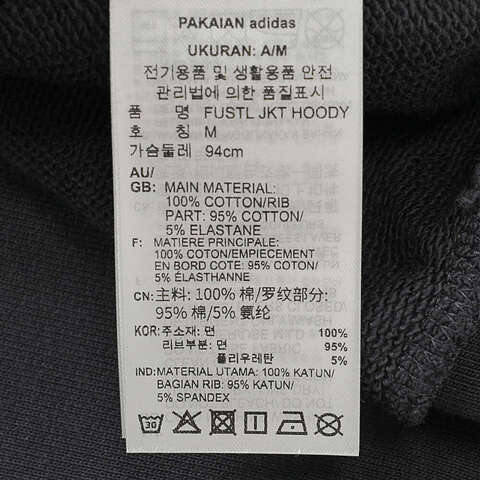 PAKAIAN adidas
UKURAN: A/M
전기용품 및 생활용품 안전
관리법에 의한 품질표시
품 명 FUSTL JKT HOODY
호 칭 M
가슴둘레 94cm
AU/
GB: MAIN MATERIAL:
100% COTTON/RIB
PART: 95% COTTON/
5% ELASTANE
F: MATIERE PRINCIPALE:
100% COTON/EMPIECEMENT
EN BORD COTE: 95% COTON/
5% ÉLASTHANNE
CN: 主料: 100% 棉/罗纹部分:
95% 棉/5% 氨纶
KOR: 주소재: 면 100%
리브부분: 면 95%
폴리우레탄 5%
IND: MATERIAL UTAMA: 100% KATUN/
BAGIAN RIB: 95% KATUN/
5% SPANDEX
30